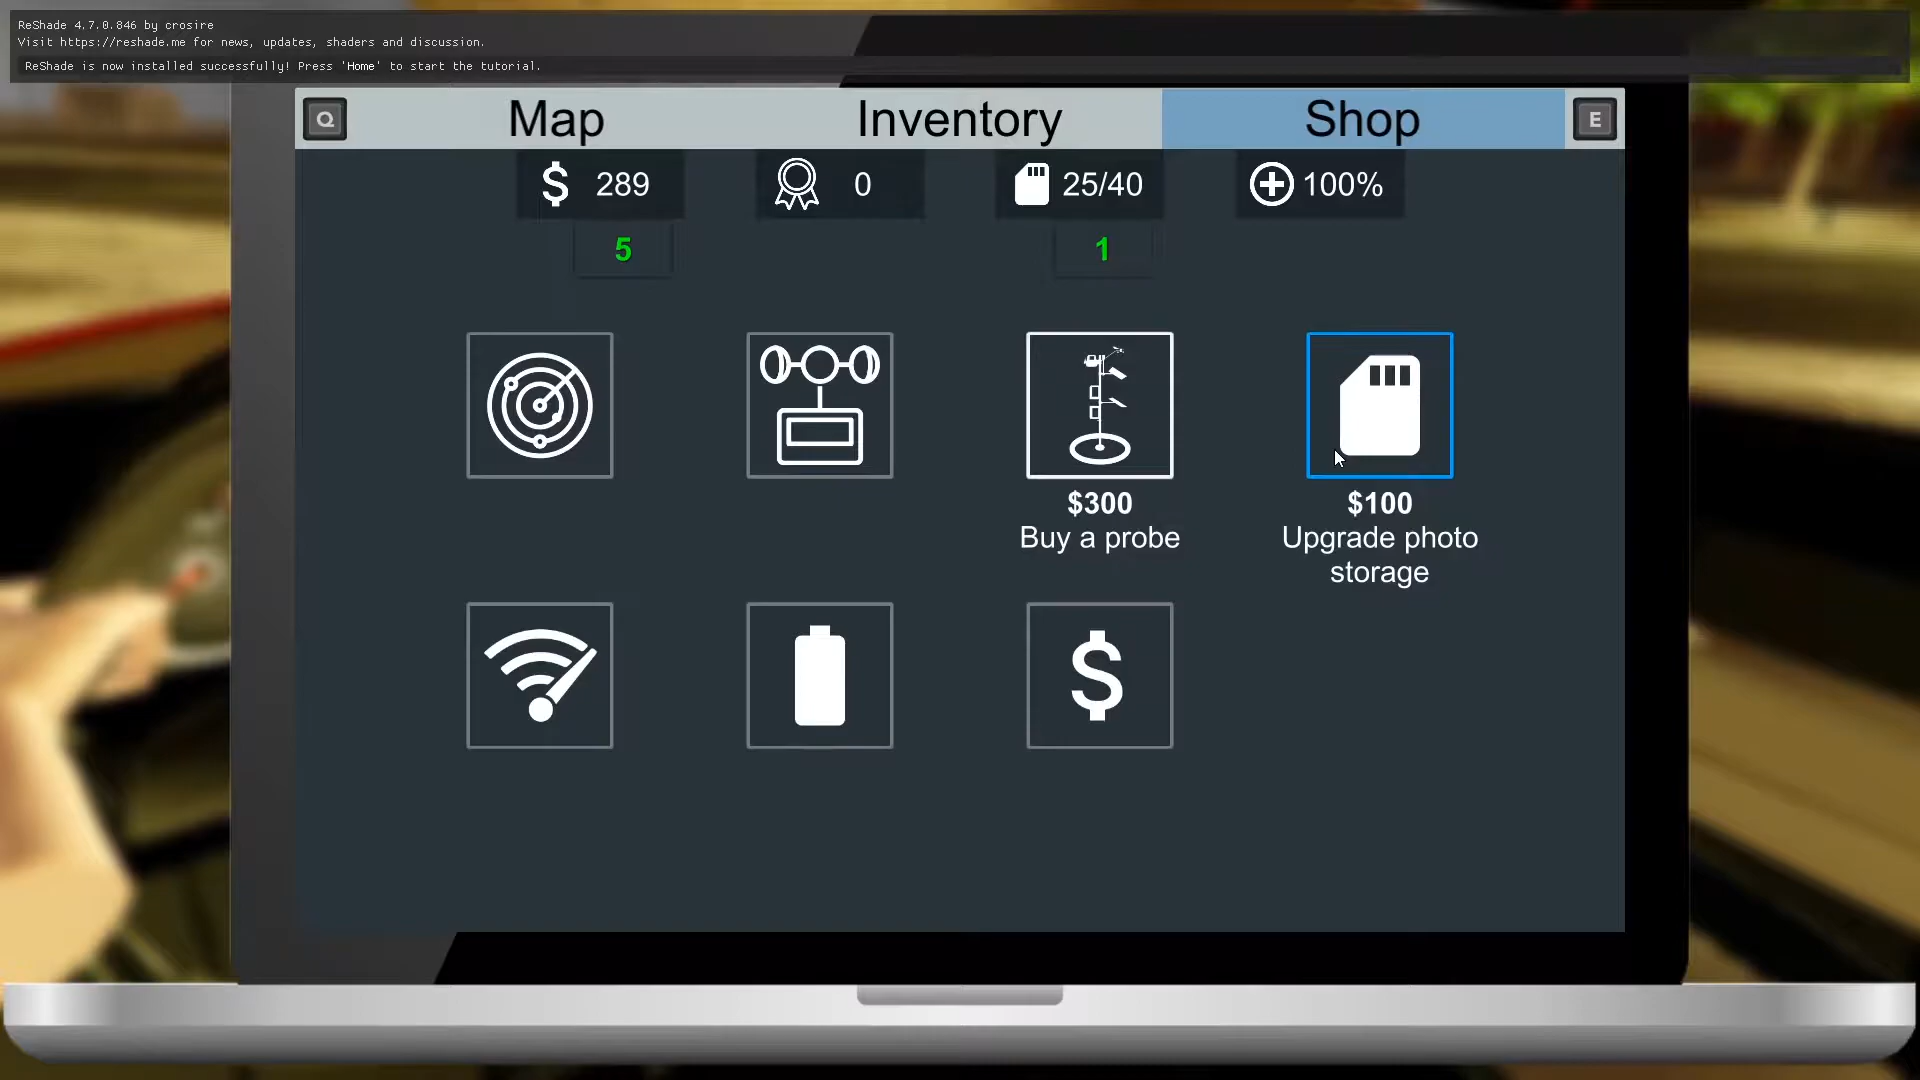 ReShade 4.7.0.846 by crosire
Visit https://reshade.me for news, updates, shaders and discussion.
ReShade is now installed successfully! Press 'Home' to start the tutorial.
Q
Map
Inventory
Shop
E
$ 289
0
25/40
100%
5
1
$300
Buy a probe
$100
Upgrade photo
storage
$